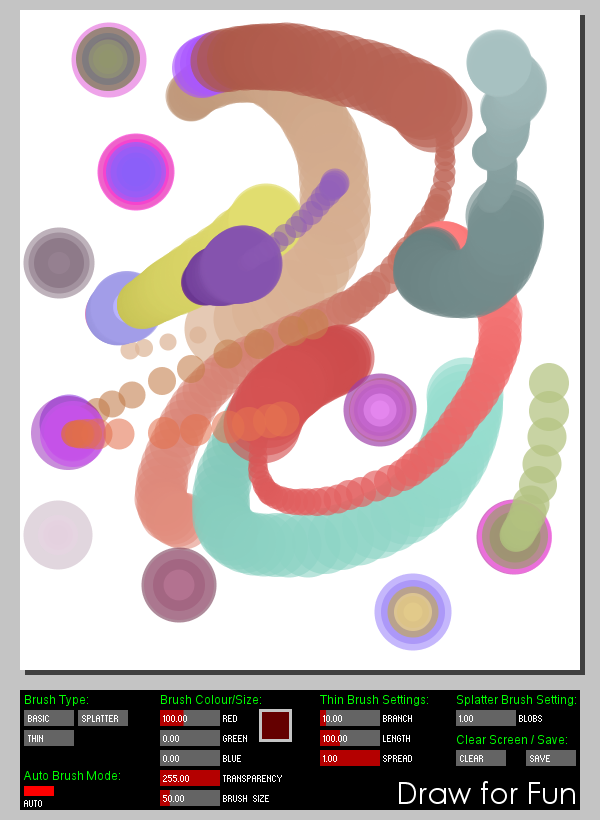 Brush Type:
BASIC SPLATTER
THIN
Auto Brush Mode:
AUTO
Brush Colour/Size:
100.00 RED
0.00 GREEN
0.00 BLUE
255.00 TRANSPARENCY
50.00 BRUSH SIZE
Thin Brush Settings:
10.00 BRANCH
100.00 LENGTH
1.00 SPREAD
Splatter Brush Setting:
1.00 BLOBS
Clear Screen / Save:
CLEAR SAVE
Draw for Fun